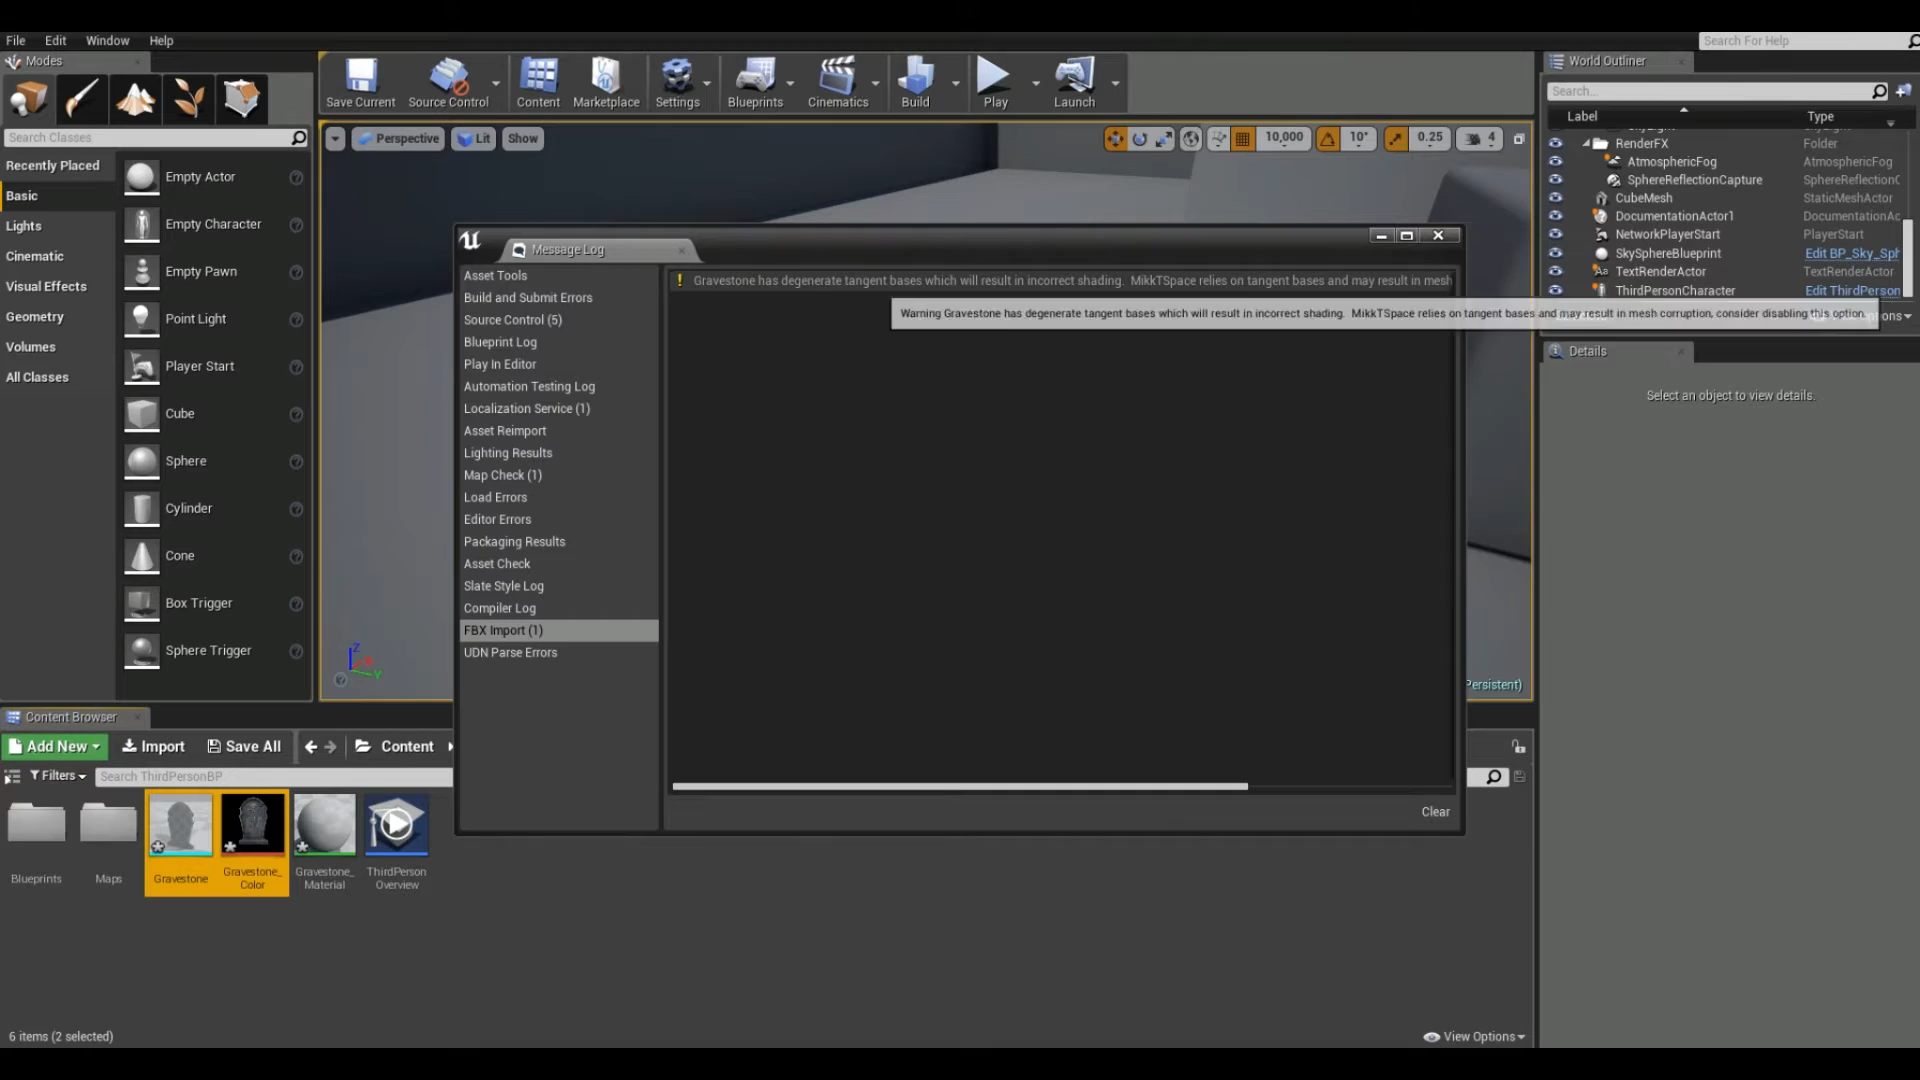 File Edit Window Help
Search For Help
Modes
World Outliner
Save Current Source Control Content Marketplace Settings Blueprints Cinematics Build Play Launch
Search...
Label Type
Search Classes
Perspective Lit Show 10,000 10° 0.25 4
RenderFX Folder
AtmosphericFog AtmosphericFog
SphereReflectionCapture SphereReflectionC
CubeMesh StaticMeshActor
DocumentationActor1 DocumentationAc
NetworkPlayerStart PlayerStart
SkySphereBlueprint Edit BP_Sky_Sph
TextRenderActor TextRenderActor
ThirdPersonCharacter Edit ThirdPerson
Recently Placed
Basic
Lights
Cinematic
Visual Effects
Geometry
Volumes
All Classes
Empty Actor
Empty Character
Empty Pawn
Point Light
Player Start
Cube
Sphere
Cylinder
Cone
Box Trigger
Sphere Trigger
Message Log
Asset Tools
Build and Submit Errors
Source Control (5)
Blueprint Log
Play In Editor
Automation Testing Log
Localization Service (1)
Asset Reimport
Lighting Results
Map Check (1)
Load Errors
Editor Errors
Packaging Results
Asset Check
Slate Style Log
Compiler Log
FBX Import (1)
UDN Parse Errors
Gravestone has degenerate tangent bases which will result in incorrect shading. MikkTSpace relies on tangent bases and may result in mesh
Warning Gravestone has degenerate tangent bases which will result in incorrect shading. MikkTSpace relies on tangent bases and may result in mesh corruption, consider disabling this option.
Clear
Details
Select an object to view details.
Z
Y
Persistent)
Content Browser
Add New Import Save All Content
Filters Search ThirdPersonBP
Blueprints
Maps
Gravestone
Gravestone_
Color
Gravestone_
Material
ThirdPerson
Overview
6 items (2 selected)
View Options